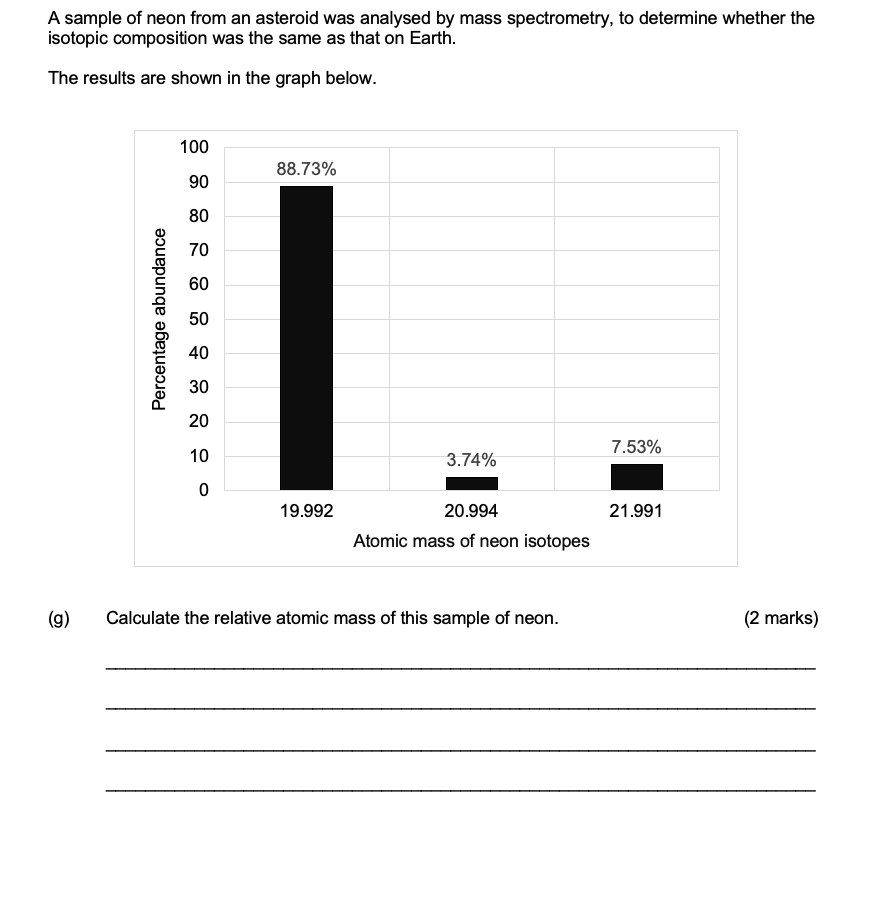 A sample of neon from an asteroid was analysed by mass spectrometry, to determine whether the
isotopic composition was the same as that on Earth.
The results are shown in the graph below.
100
90
80
70
60
50
40
30
20
10
0
Percentage abundance
88.73%
3.74%
7.53%
19.992
20.994
21.991
Atomic mass of neon isotopes
(g) Calculate the relative atomic mass of this sample of neon. (2 marks)